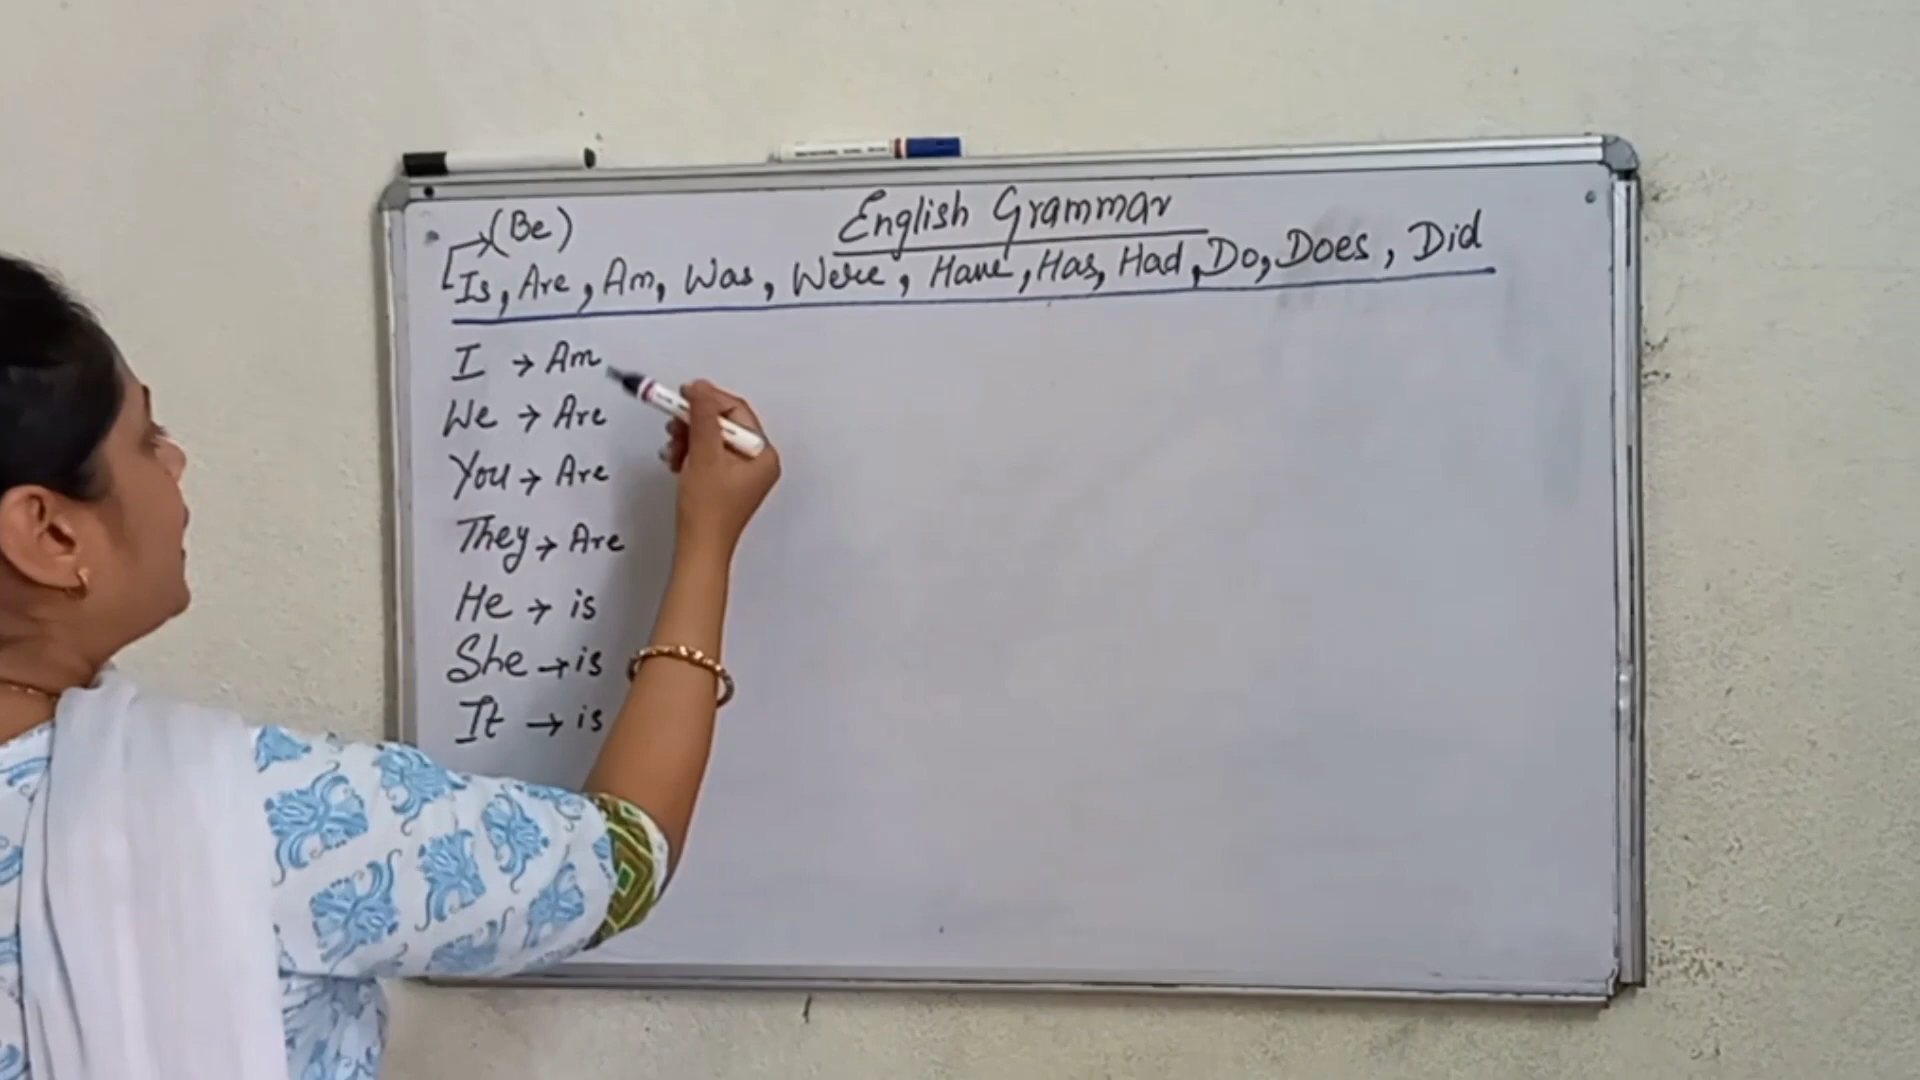 English Grammar
(Be)
Is, Are, Am, Was, Were, Have, Has, Had, Do, Does, Did
I → Am
We → Are
You → Are
They → Are
He → is
She → is
It → is